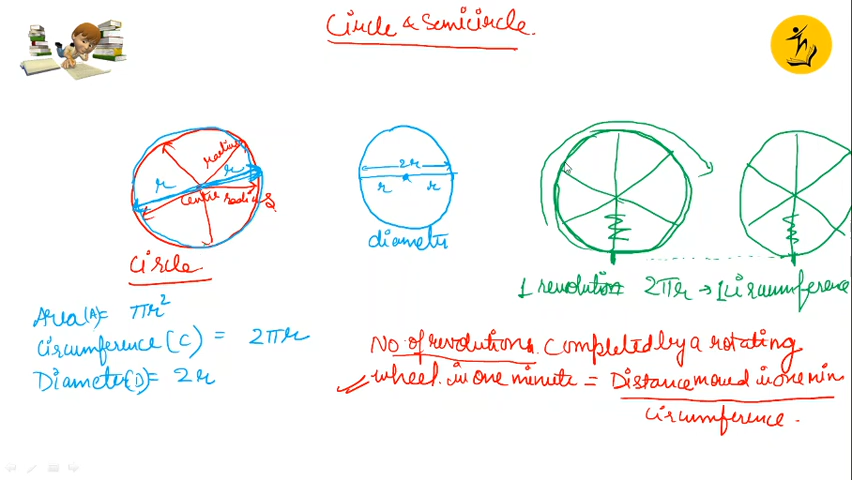 Circle & Semicircle.
radius
r
r
centre
radius
circle.
2r
r
r
diameter
1 revolution 2πr → 1 circumference
Area(A) = πr²
Circumference (C) = 2πr
Diameter(D) = 2r
No. of revolutions completed by a rotating
wheel in one minute = Distance moved in one min
circumference.